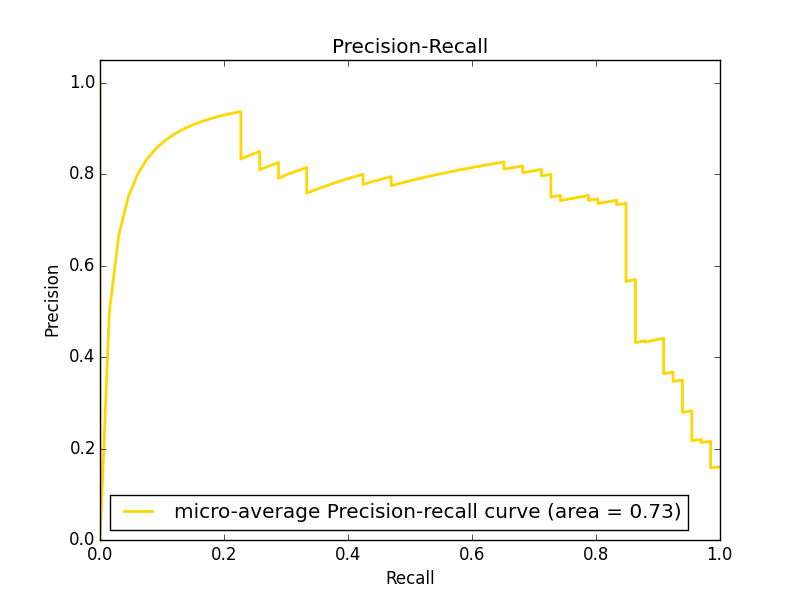 Precision-Recall
1.0
0.8
0.6
0.4
0.2
0.0
Precision
micro-average Precision-recall curve (area = 0.73)
0.0 0.2 0.4 0.6 0.8 1.0
Recall